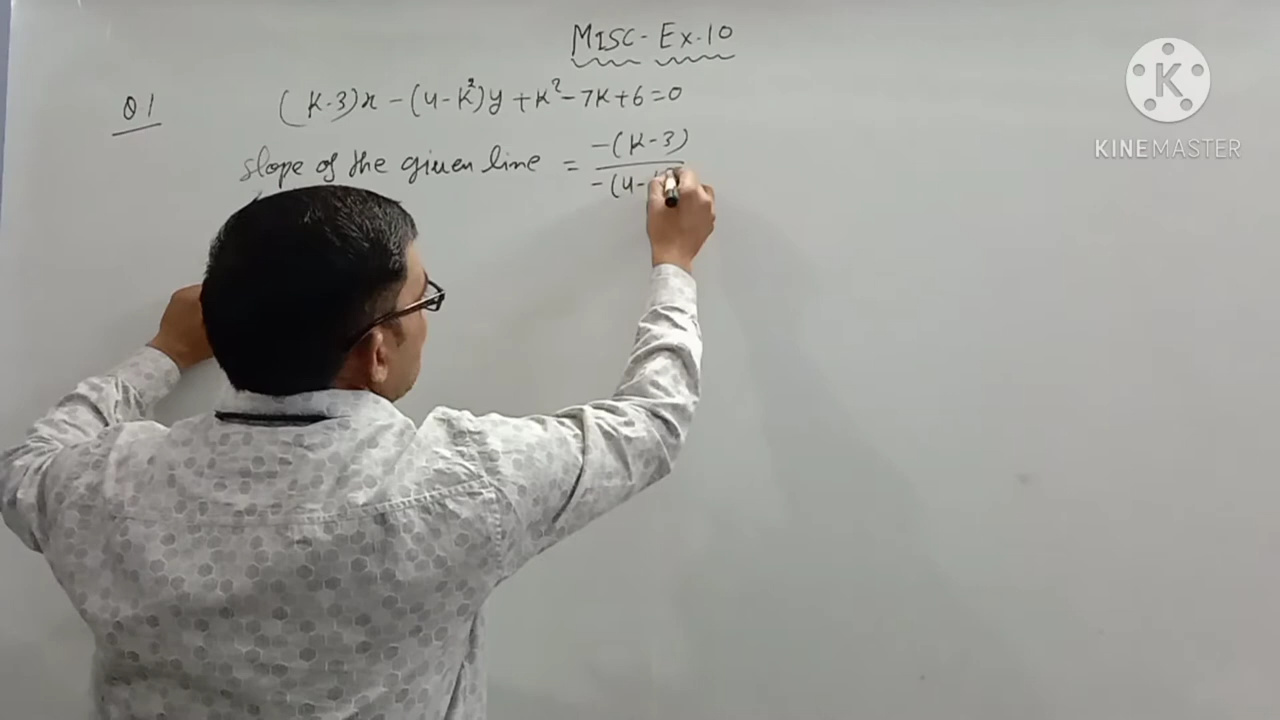 MISC - Ex. 10
Q1 (K-3)x - (4-K²)y + K² - 7K + 6 = 0
slope of the given line = -(K-3)
-(4-
K
KINEMASTER